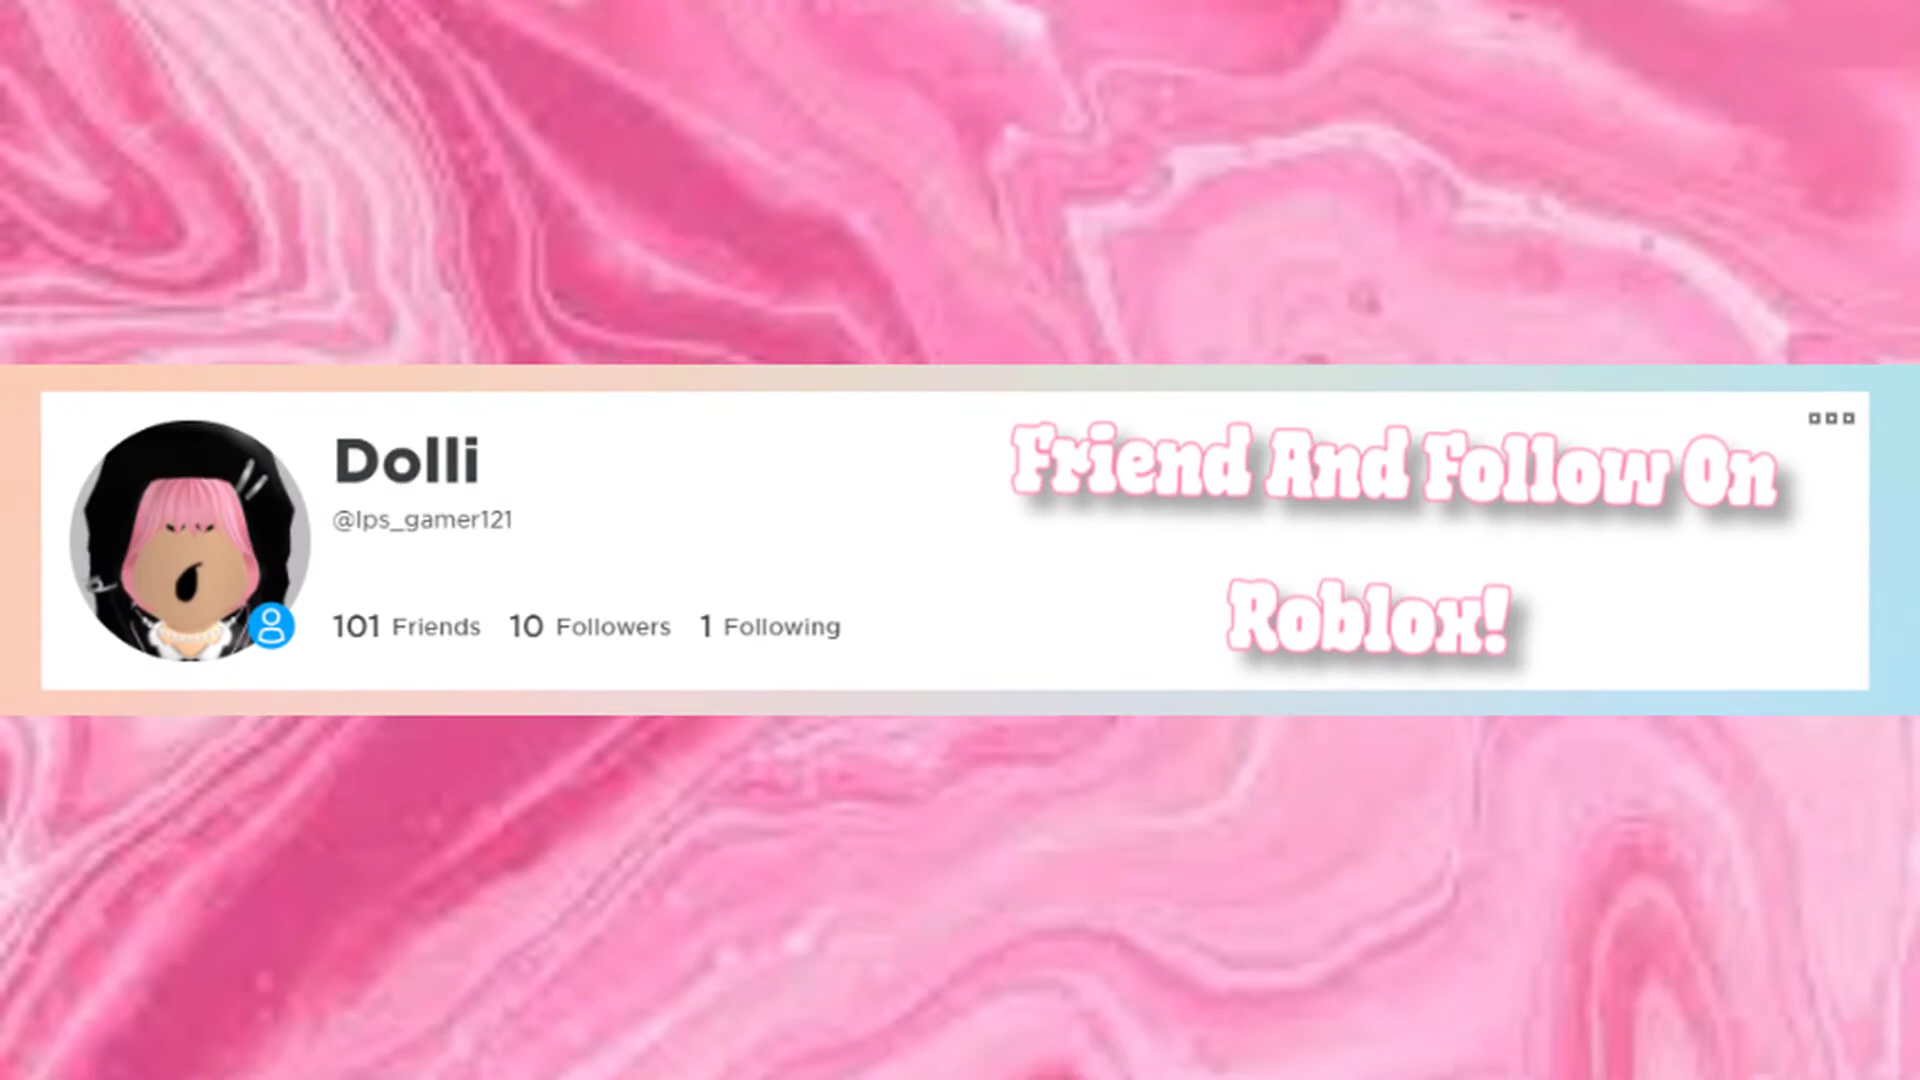 Dolli
@lps_gamer121
101 Friends 10 Followers 1 Following
Friend And Follow On
Roblox!